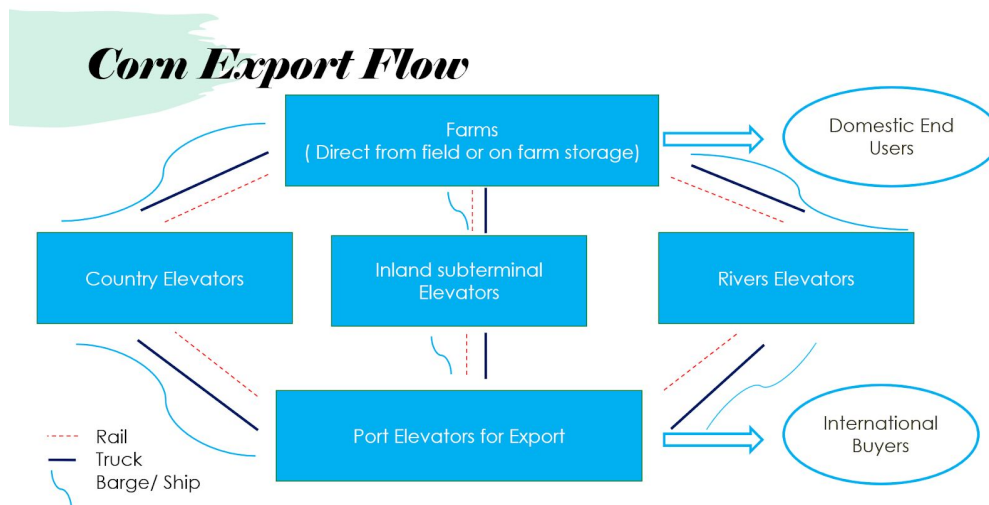 Corn Export Flow
Farms
( Direct from field or on farm storage)
Domestic End
Users
Country Elevators
Inland subterminal
Elevators
Rivers Elevators
Port Elevators for Export
International
Buyers
Rail
Truck
Barge/ Ship